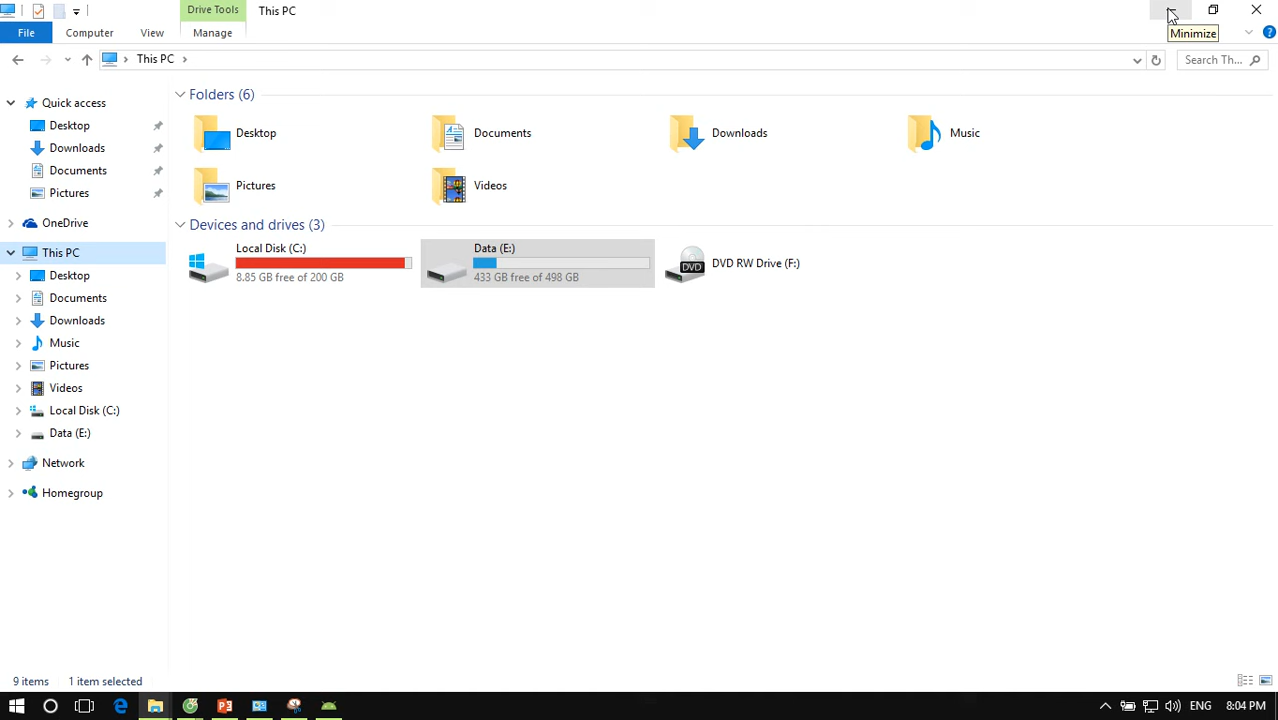 Drive Tools
This PC
Minimize
File
Computer
View
Manage
This PC
Search Th...
Quick access
Desktop
Downloads
Documents
Pictures
OneDrive
This PC
Desktop
Documents
Downloads
Music
Pictures
Videos
Local Disk (C:)
Data (E:)
Network
Homegroup
Folders (6)
Desktop
Documents
Downloads
Music
Pictures
Videos
Devices and drives (3)
Local Disk (C:)
8.85 GB free of 200 GB
Data (E:)
433 GB free of 498 GB
DVD
DVD RW Drive (F:)
9 items
1 item selected
ENG
8:04 PM